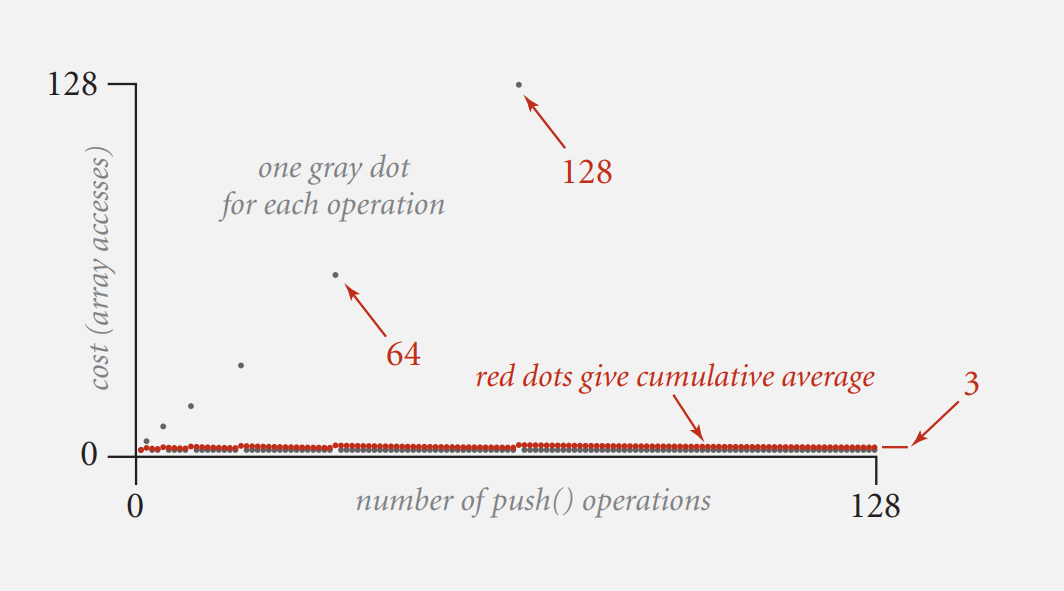 128
cost (array accesses)
one gray dot
for each operation
128
64
red dots give cumulative average
3
0
0
number of push() operations
128